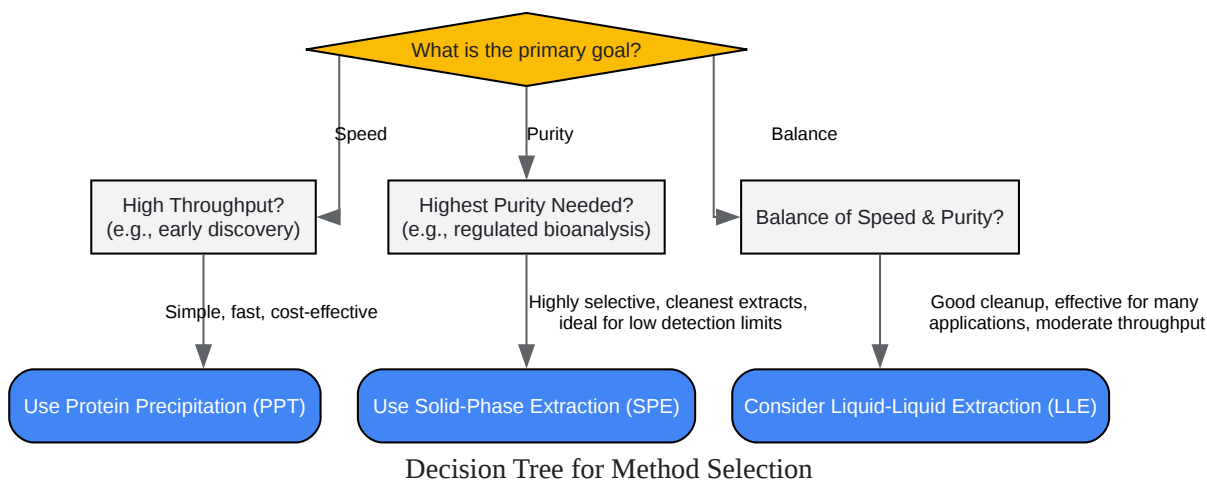 What is the primary goal?
Speed
Purity
Balance
High Throughput?
(e.g., early discovery)
Highest Purity Needed?
(e.g., regulated bioanalysis)
Balance of Speed & Purity?
Simple, fast, cost-effective
Highly selective, cleanest extracts,
ideal for low detection limits
Good cleanup, effective for many
applications, moderate throughput
Use Protein Precipitation (PPT)
Use Solid-Phase Extraction (SPE)
Consider Liquid-Liquid Extraction (LLE)
Decision Tree for Method Selection